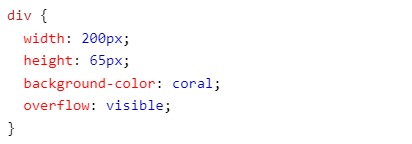 div {
  width: 200px;
  height: 65px;
  background-color: coral;
  overflow: visible;
}